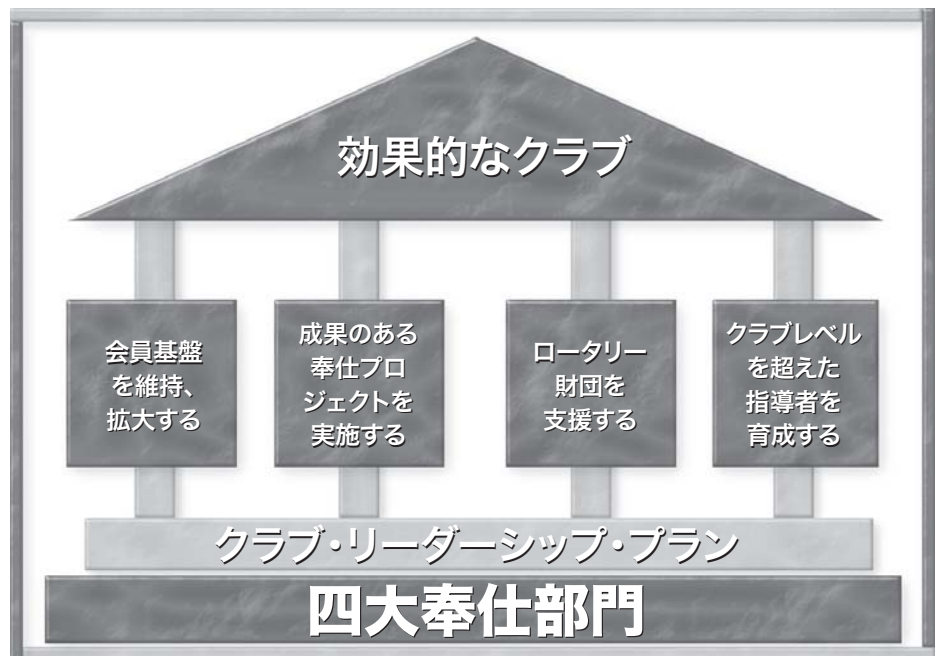 効果的なクラブ
会員基盤
を維持、
拡大する
成果のある
奉仕プロ
ジェクトを
実施する
ロータリー
財団を
支援する
クラブレベル
を超えた
指導者を
育成する
クラブ・リーダーシップ・プラン
四大奉仕部門